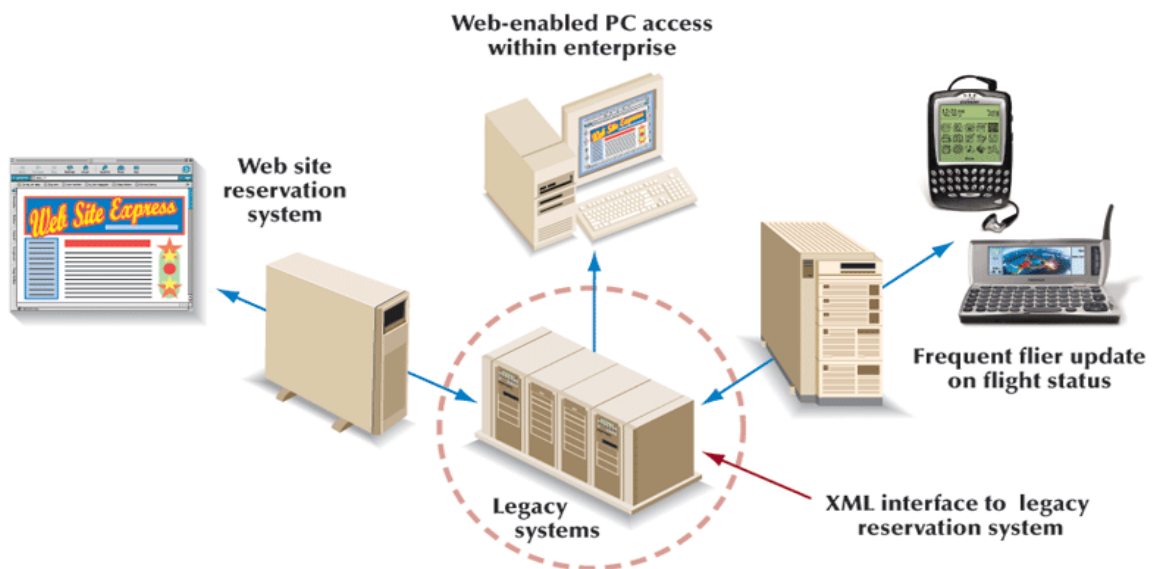 Web-enabled PC access
within enterprise
Web site
reservation
system
Web Site Express
Web Site Express
Frequent flier update
on flight status
Legacy
systems
XML interface to legacy
reservation system